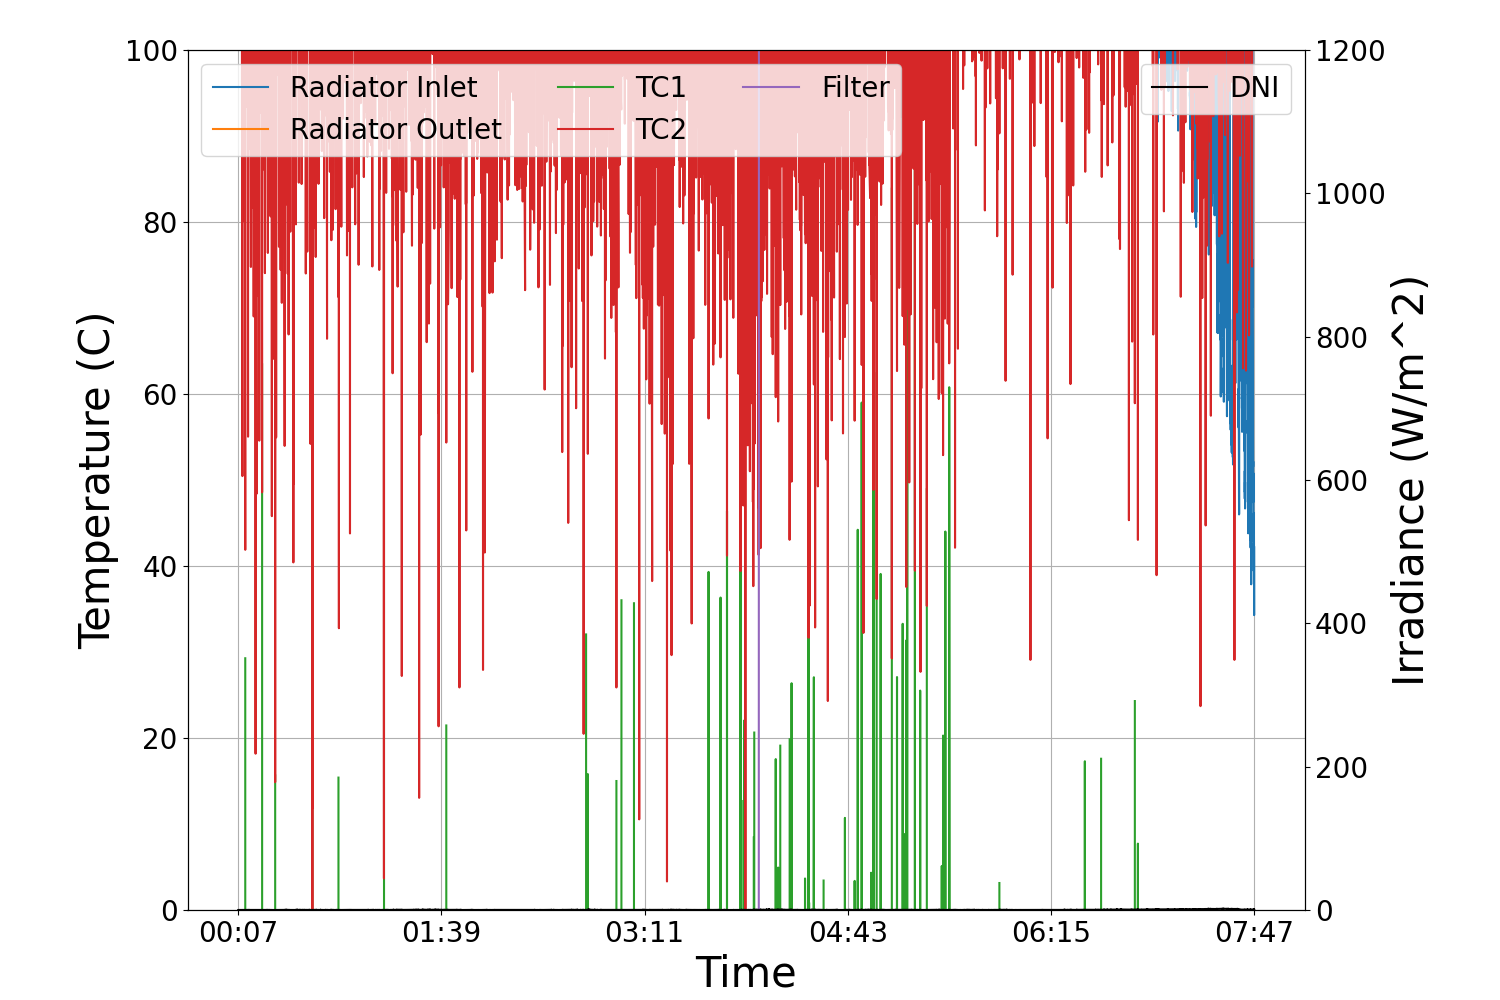 100
80
60
40
20
0
Temperature (C)
Radiator Inlet
Radiator Outlet
TC1
TC2
Filter
DNI
1200
1000
800
600
400
200
0
Irradiance (W/m^2)
00:07 01:39 03:11 04:43 06:15 07:47
Time